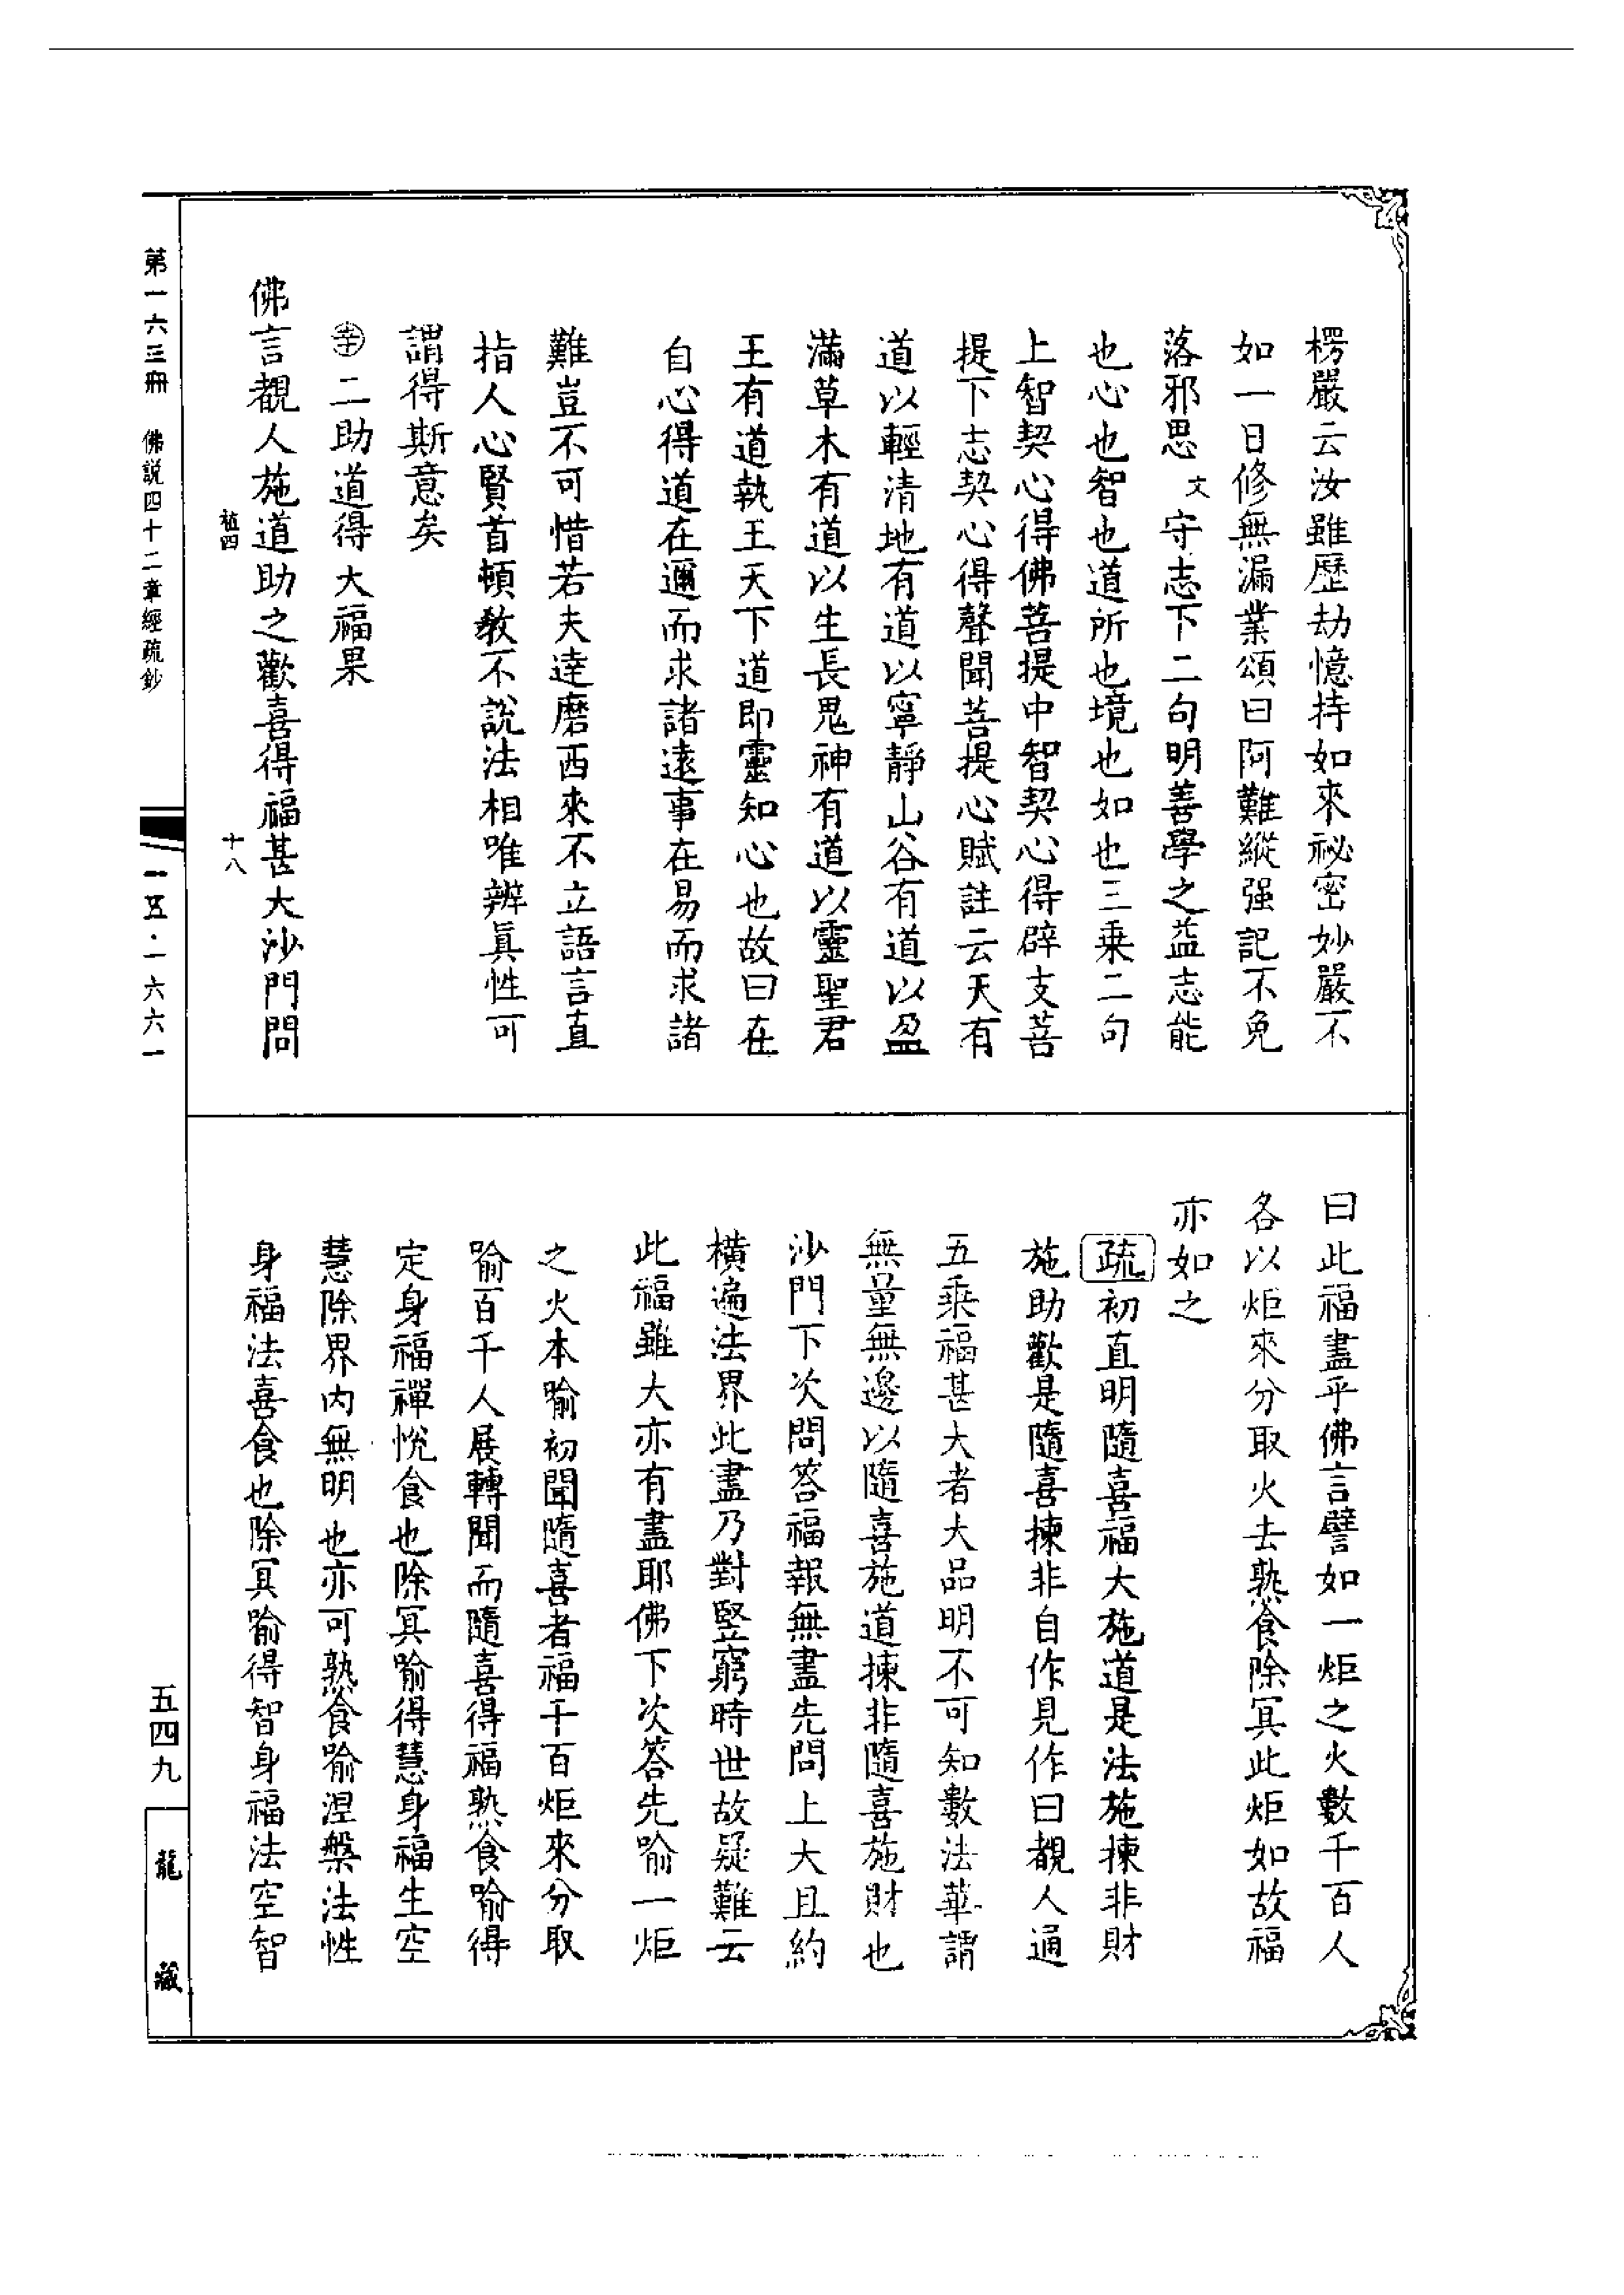 楞嚴云汝雖歷劫憶持如來祕密妙嚴不
如一日修無漏業頌曰阿難縱强記不免
落邪思文守志下二句明善學之益志能
也心也智也道所也境也如也三乗二句
上智契心得佛菩提中智契心得辟支菩
提下志契心得聲聞菩提心賦註云天有
道以輕清地有道以寧靜山谷有道以盈
滿草木有道以生長鬼神有道以靈聖君
王有道執王天下道即靈知心也故曰在
自心得道在邇而求諸遠事在易而求諸
難豈不可惜若夫達磨西來不立語言直
指人心賢首頓教不説法相唯辨眞性可
謂得斯意矣
二助道得大福果
佛言覩人施道助之歡喜得福甚大沙門問
曰此福盡乎佛言譬如一炬之火數千百人
各以炬來分取火去熟食除冥此炬如故福
亦如之
疏初直明隨喜福大施道是法施揀非財
施助歡是隨喜揀非自作見作曰覩人通
五乗福甚大者大品明不可知數法華謂
無量無邊以隨喜施道揀非隨喜施財也
沙門下次問答福報無盡先問上大且約
橫遍法界此盡乃對竪窮時世故疑難云
此福雖大亦有盡耶佛下次答先喻一炬
之火本喻初聞隨喜者福千百炬來分取
喻百千人展轉聞而隨喜得福熟食喻得
定身福禪悅食也除冥喻得慧身福生空
慧除界内無明也亦可熟食喻涅槃法性
身福法喜食也除冥喻得智身福法空智
植四
十八
第一六三冊 佛説四十二章經疏鈔
一五·一六六一
五四九
龍藏